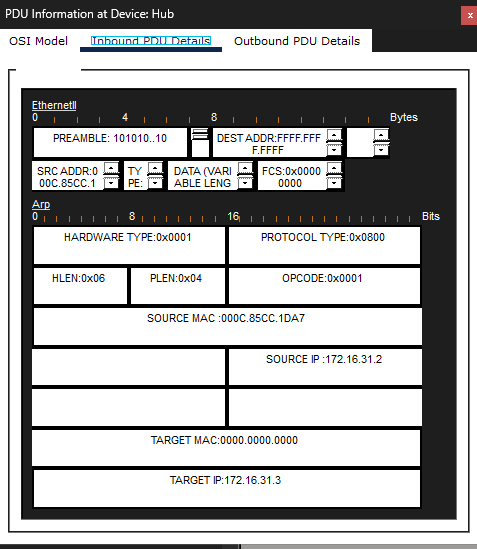 PDU Information at Device: Hub
x
OSI Model Inbound PDU Details Outbound PDU Details
EthernetII
0 4 8 Bytes
PREAMBLE: 101010..10
DEST ADDR:FFFF.FFF
F.FFFF
SRC ADDR:0
00C.85CC.1
TY
PE:
DATA (VARI
ABLE LENG
FCS:0x0000
0000
Arp
0 8 16 Bits
HARDWARE TYPE:0x0001 PROTOCOL TYPE:0x0800
HLEN:0x06 PLEN:0x04 OPCODE:0x0001
SOURCE MAC :000C.85CC.1DA7
SOURCE IP :172.16.31.2
TARGET MAC:0000.0000.0000
TARGET IP:172.16.31.3